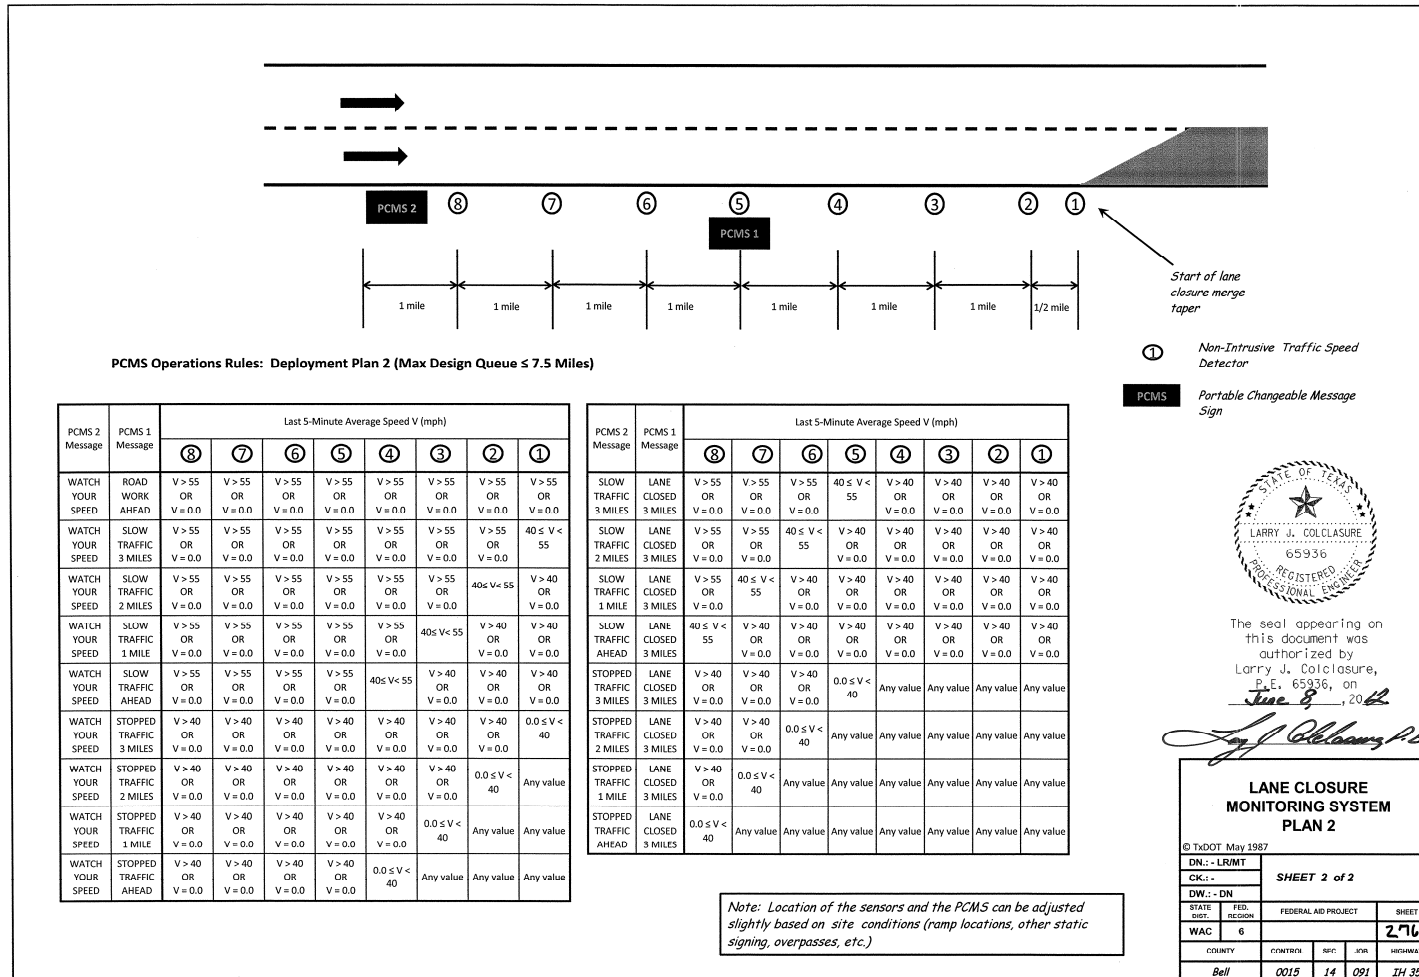 PCMS 2
8
7
6
5
4
3
2
1
PCMS 1
1 mile
1 mile
1 mile
1 mile
1 mile
1 mile
1 mile
1/2 mile
Start of lane
closure merge
taper
1 Non-Intrusive Traffic Speed
Detector
PCMS Portable Changeable Message
Sign
PCMS Operations Rules: Deployment Plan 2 (Max Design Queue ≤ 7.5 Miles)
PCMS 2 PCMS 1 Last 5-Minute Average Speed V (mph)
Message Message 8 7 6 5 4 3 2 1
WATCH ROAD V > 55 V > 55 V > 55 V > 55 V > 55 V > 55 V > 55 V > 55
YOUR WORK OR OR OR OR OR OR OR OR
SPEED AHEAD V = 0.0 V = 0.0 V = 0.0 V = 0.0 V = 0.0 V = 0.0 V = 0.0 V = 0.0
WATCH SLOW V > 55 V > 55 V > 55 V > 55 V > 55 V > 55 V > 55 40 ≤ V <
YOUR TRAFFIC OR OR OR OR OR OR OR 55
SPEED 3 MILES V = 0.0 V = 0.0 V = 0.0 V = 0.0 V = 0.0 V = 0.0 V = 0.0
WATCH SLOW V > 55 V > 55 V > 55 V > 55 V > 55 V > 55 40≤ V< 55 V > 40
YOUR TRAFFIC OR OR OR OR OR OR OR
SPEED 2 MILES V = 0.0 V = 0.0 V = 0.0 V = 0.0 V = 0.0 V = 0.0 V = 0.0
WATCH SLOW V > 55 V > 55 V > 55 V > 55 V > 55 40≤ V< 55 V > 40 V > 40
YOUR TRAFFIC OR OR OR OR OR OR OR
SPEED 1 MILE V = 0.0 V = 0.0 V = 0.0 V = 0.0 V = 0.0 V = 0.0 V = 0.0
WATCH SLOW V > 55 V > 55 V > 55 V > 55 40≤ V< 55 V > 40 V > 40 V > 40
YOUR TRAFFIC OR OR OR OR OR OR OR
SPEED AHEAD V = 0.0 V = 0.0 V = 0.0 V = 0.0 V = 0.0 V = 0.0 V = 0.0
WATCH STOPPED V > 40 V > 40 V > 40 V > 40 V > 40 V > 40 V > 40 0.0 ≤ V <
YOUR TRAFFIC OR OR OR OR OR OR OR 40
SPEED 3 MILES V = 0.0 V = 0.0 V = 0.0 V = 0.0 V = 0.0 V = 0.0 V = 0.0
WATCH STOPPED V > 40 V > 40 V > 40 V > 40 V > 40 V > 40 0.0 ≤ V <
YOUR TRAFFIC OR OR OR OR OR OR 40 Any value
SPEED 2 MILES V = 0.0 V = 0.0 V = 0.0 V = 0.0 V = 0.0 V = 0.0
WATCH STOPPED V > 40 V > 40 V > 40 V > 40 V > 40 0.0 ≤ V <
YOUR TRAFFIC OR OR OR OR OR 40 Any value Any value
SPEED 1 MILE V = 0.0 V = 0.0 V = 0.0 V = 0.0 V = 0.0
WATCH STOPPED V > 40 V > 40 V > 40 V > 40 0.0 ≤ V <
YOUR TRAFFIC OR OR OR OR 40 Any value Any value Any value
SPEED AHEAD V = 0.0 V = 0.0 V = 0.0 V = 0.0
PCMS 2 PCMS 1 Last 5-Minute Average Speed V (mph)
Message Message 8 7 6 5 4 3 2 1
SLOW LANE V > 55 V > 55 V > 55 40 ≤ V < V > 40 V > 40 V > 40 V > 40
TRAFFIC CLOSED OR OR OR 55 OR OR OR OR
3 MILES 3 MILES V = 0.0 V = 0.0 V = 0.0 V = 0.0 V = 0.0 V = 0.0 V = 0.0
SLOW LANE V > 55 V > 55 40 ≤ V < V > 40 V > 40 V > 40 V > 40 V > 40
TRAFFIC CLOSED OR OR 55 OR OR OR OR OR
2 MILES 3 MILES V = 0.0 V = 0.0 V = 0.0 V = 0.0 V = 0.0 V = 0.0 V = 0.0
SLOW LANE V > 55 40 ≤ V < V > 40 V > 40 V > 40 V > 40 V > 40 V > 40
TRAFFIC CLOSED OR 55 OR OR OR OR OR OR
1 MILE 3 MILES V = 0.0 V = 0.0 V = 0.0 V = 0.0 V = 0.0 V = 0.0 V = 0.0
SLOW LANE 40 ≤ V < V > 40 V > 40 V > 40 V > 40 V > 40 V > 40 V > 40
TRAFFIC CLOSED 55 OR OR OR OR OR OR OR
AHEAD 3 MILES V = 0.0 V = 0.0 V = 0.0 V = 0.0 V = 0.0 V = 0.0 V = 0.0
STOPPED LANE V > 40 V > 40 V > 40 0.0 ≤ V <
TRAFFIC CLOSED OR OR OR 40 Any value Any value Any value Any value
3 MILES 3 MILES V = 0.0 V = 0.0 V = 0.0
STOPPED LANE V > 40 V > 40 0.0 ≤ V <
TRAFFIC CLOSED OR OR 40 Any value Any value Any value Any value Any value
2 MILES 3 MILES V = 0.0 V = 0.0
STOPPED LANE V > 40 0.0 ≤ V <
TRAFFIC CLOSED OR 40 Any value Any value Any value Any value Any value Any value
1 MILE 3 MILES V = 0.0
STOPPED LANE 0.0 ≤ V <
TRAFFIC CLOSED 40 Any value Any value Any value Any value Any value Any value Any value
AHEAD 3 MILES
Note: Location of the sensors and the PCMS can be adjusted
slightly based on site conditions (ramp locations, other static
signing, overpasses, etc.)
STATE OF TEXAS
LARRY J. COLCLASURE
65936
REGISTERED
PROFESSIONAL ENGINEER
The seal appearing on
this document was
authorized by
Larry J. Colclasure,
P.E. 65936, on
June 8, 2012
LANE CLOSURE
MONITORING SYSTEM
PLAN 2
© TxDOT May 1987
DN.: - LR/MT
CK.: - SHEET 2 of 2
DW.: - DN
STATE DIST. FED. REGION FEDERAL AID PROJECT SHEET
WAC 6 276
COUNTY CONTROL SEC JOB HIGHWA
Bell 0015 14 091 IH 35